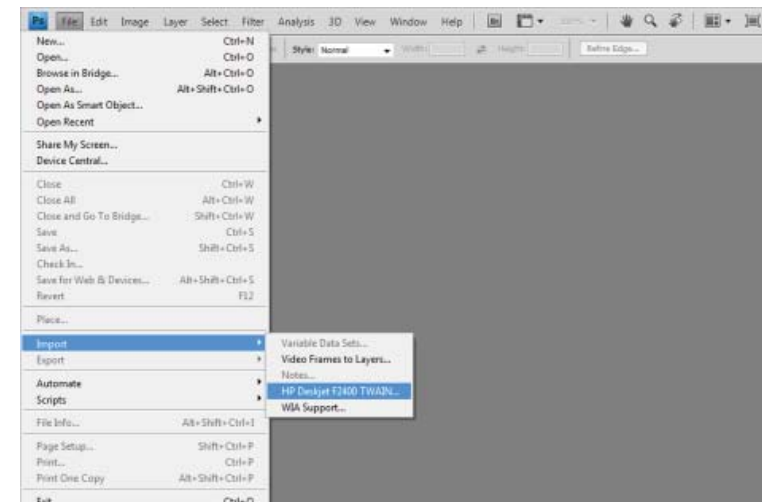 Ps File Edit Image Layer Select Filter Analysis 3D View Window Help
Style: Normal Width: Height: Refine Edge...
New... Ctrl+N
Open... Ctrl+O
Browse in Bridge... Alt+Ctrl+O
Open As... Alt+Shift+Ctrl+O
Open As Smart Object...
Open Recent
Share My Screen...
Device Central...
Close Ctrl+W
Close All Alt+Ctrl+W
Close and Go To Bridge... Shift+Ctrl+W
Save Ctrl+S
Save As... Shift+Ctrl+S
Check In...
Save for Web & Devices... Alt+Shift+Ctrl+S
Revert F12
Place...
Import
Variable Data Sets...
Export
Video Frames to Layers...
Notes...
Automate
HP Deskjet F2400 TWAIN...
Scripts
WIA Support...
File Info... Alt+Shift+Ctrl+I
Page Setup... Shift+Ctrl+P
Print... Ctrl+P
Print One Copy Alt+Shift+Ctrl+P
Exit Ctrl+Q